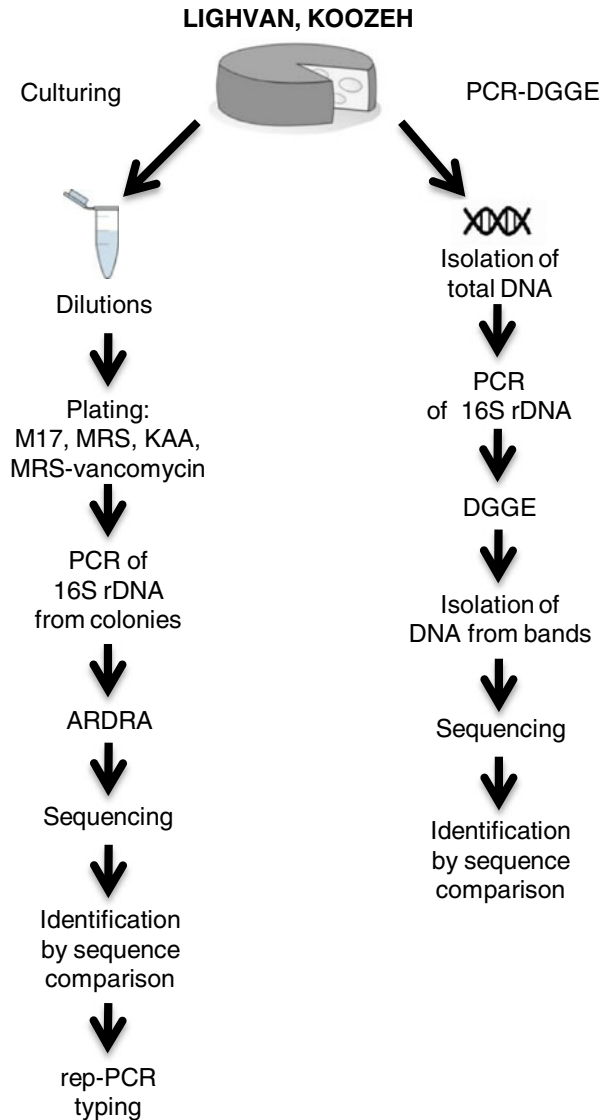 LIGHVAN, KOOZEH
Culturing
Dilutions
Plating:
M17, MRS, KAA,
MRS-vancomycin
PCR of
16S rDNA
from colonies
ARDRA
Sequencing
Identification
by sequence
comparison
rep-PCR
typing
PCR-DGGE
Isolation of
total DNA
PCR
of 16S rDNA
DGGE
Isolation of
DNA from bands
Sequencing
Identification
by sequence
comparison